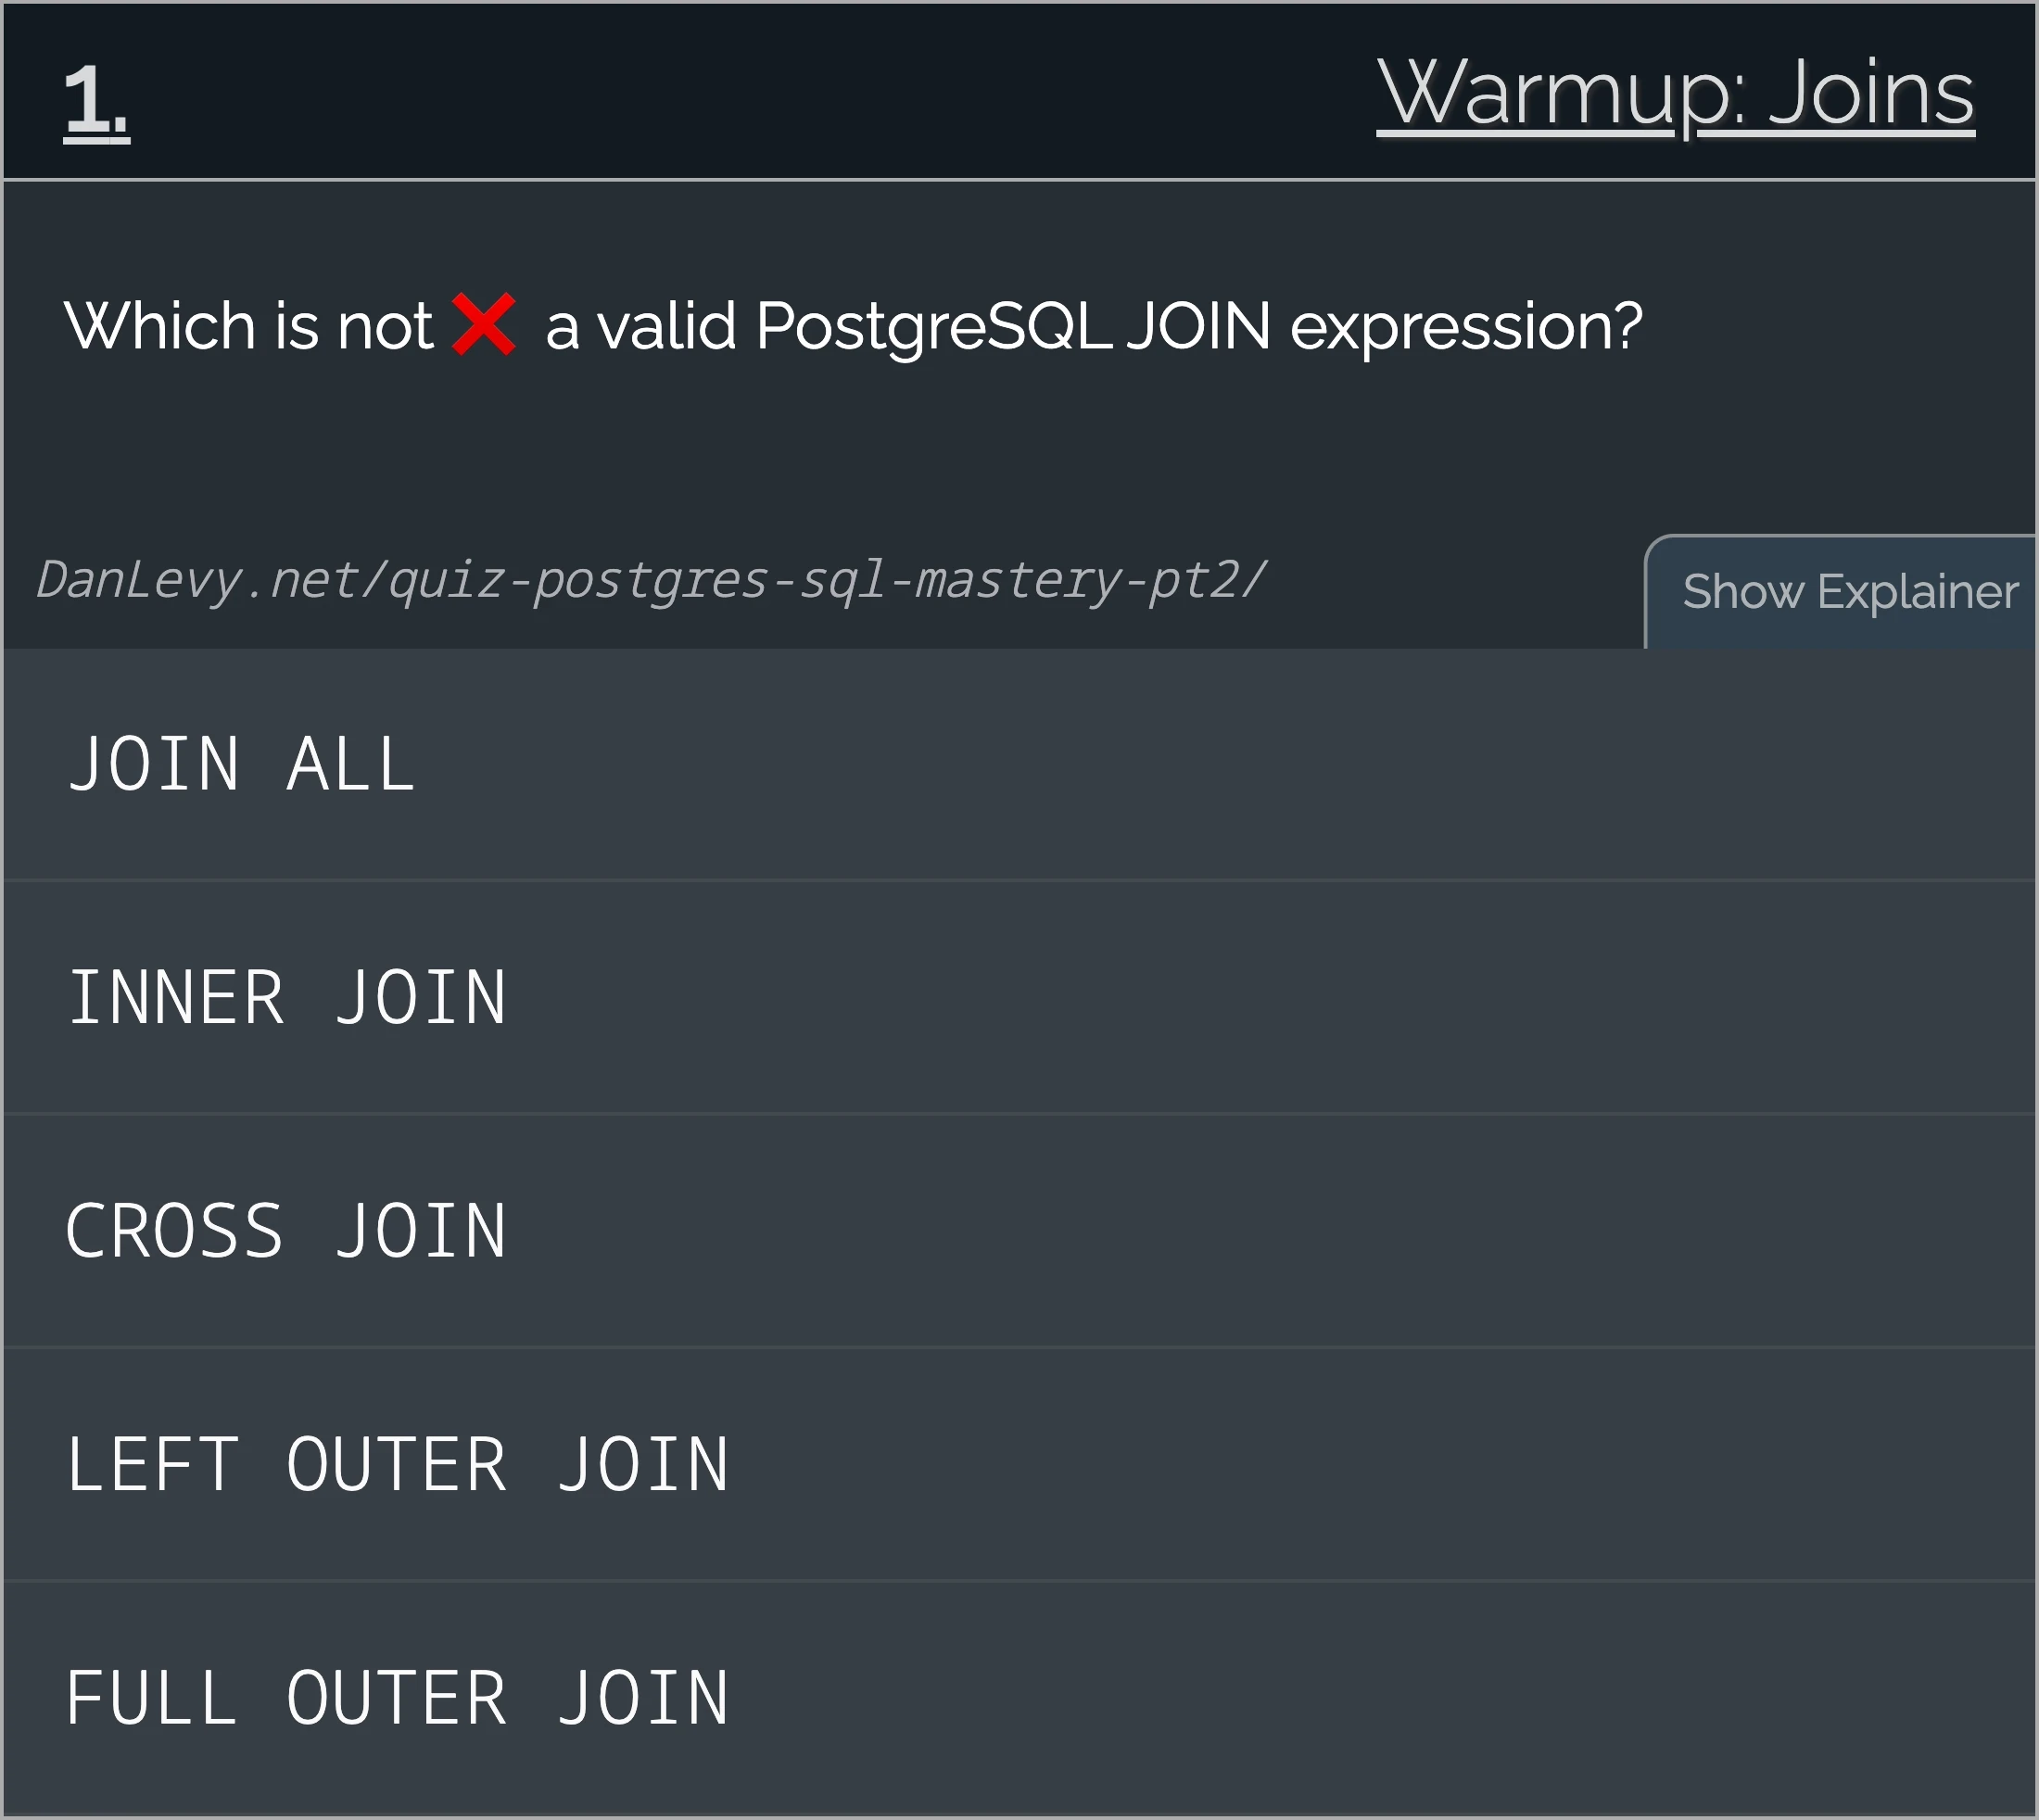 1.
Warmup: Joins
Which is not ❌ a valid PostgreSQL JOIN expression?
DanLevy.net/quiz-postgres-sql-mastery-pt2/
Show Explainer
JOIN ALL
INNER JOIN
CROSS JOIN
LEFT OUTER JOIN
FULL OUTER JOIN